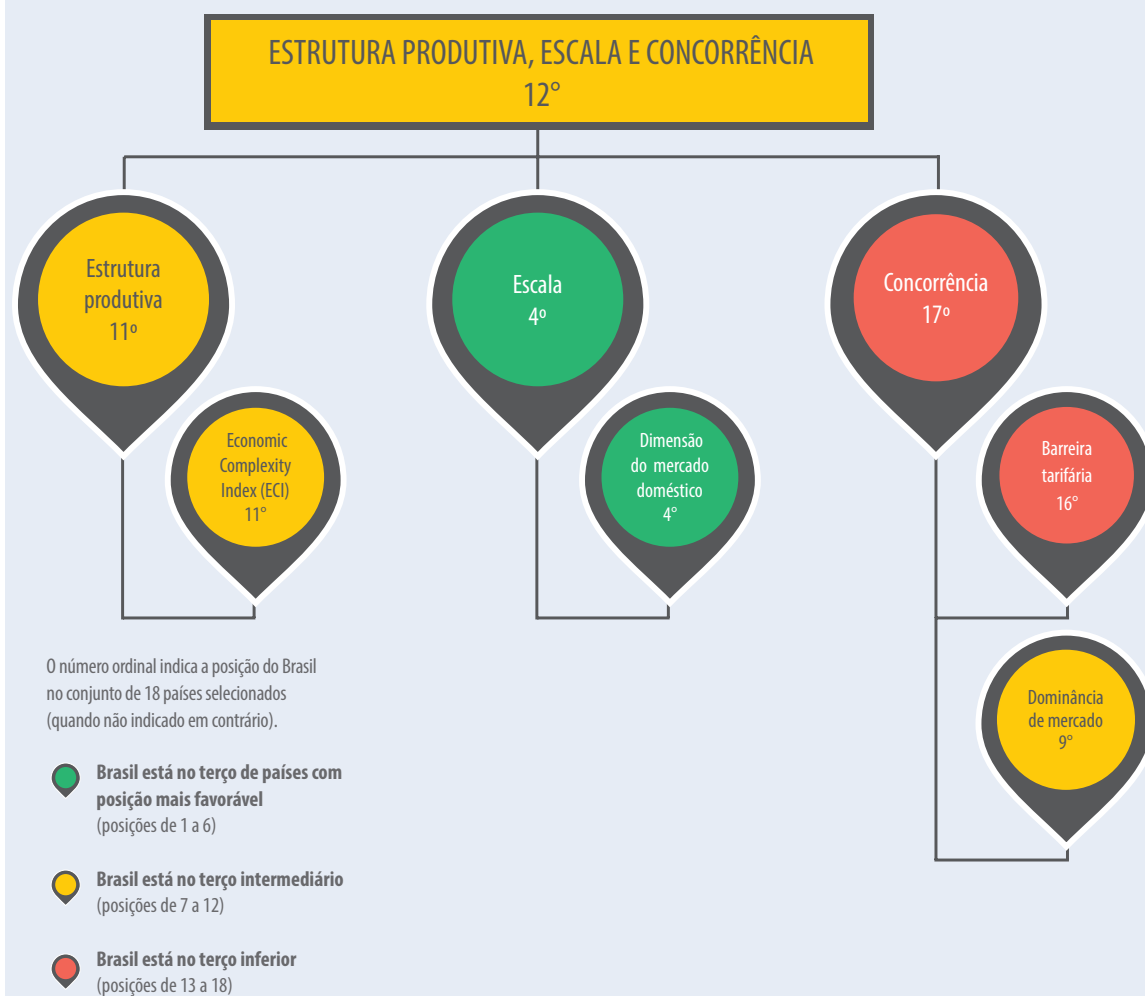 ESTRUTURA PRODUTIVA, ESCALA E CONCORRÊNCIA
12°
Estrutura
produtiva
11º
Economic
Complexity
Index (ECI)
11°
Escala
4º
Dimensão
do mercado
doméstico
4°
Concorrência
17º
Barreira
tarifária
16°
Dominância
de mercado
9°
O número ordinal indica a posição do Brasil
no conjunto de 18 países selecionados
(quando não indicado em contrário).
Brasil está no terço de países com
posição mais favorável
(posições de 1 a 6)
Brasil está no terço intermediário
(posições de 7 a 12)
Brasil está no terço inferior
(posições de 13 a 18)